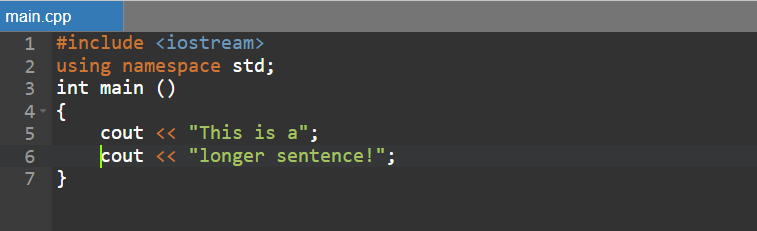 main.cpp
1 #include <iostream>
2 using namespace std;
3 int main ()
4 {
5     cout << "This is a";
6     cout << "longer sentence!";
7 }